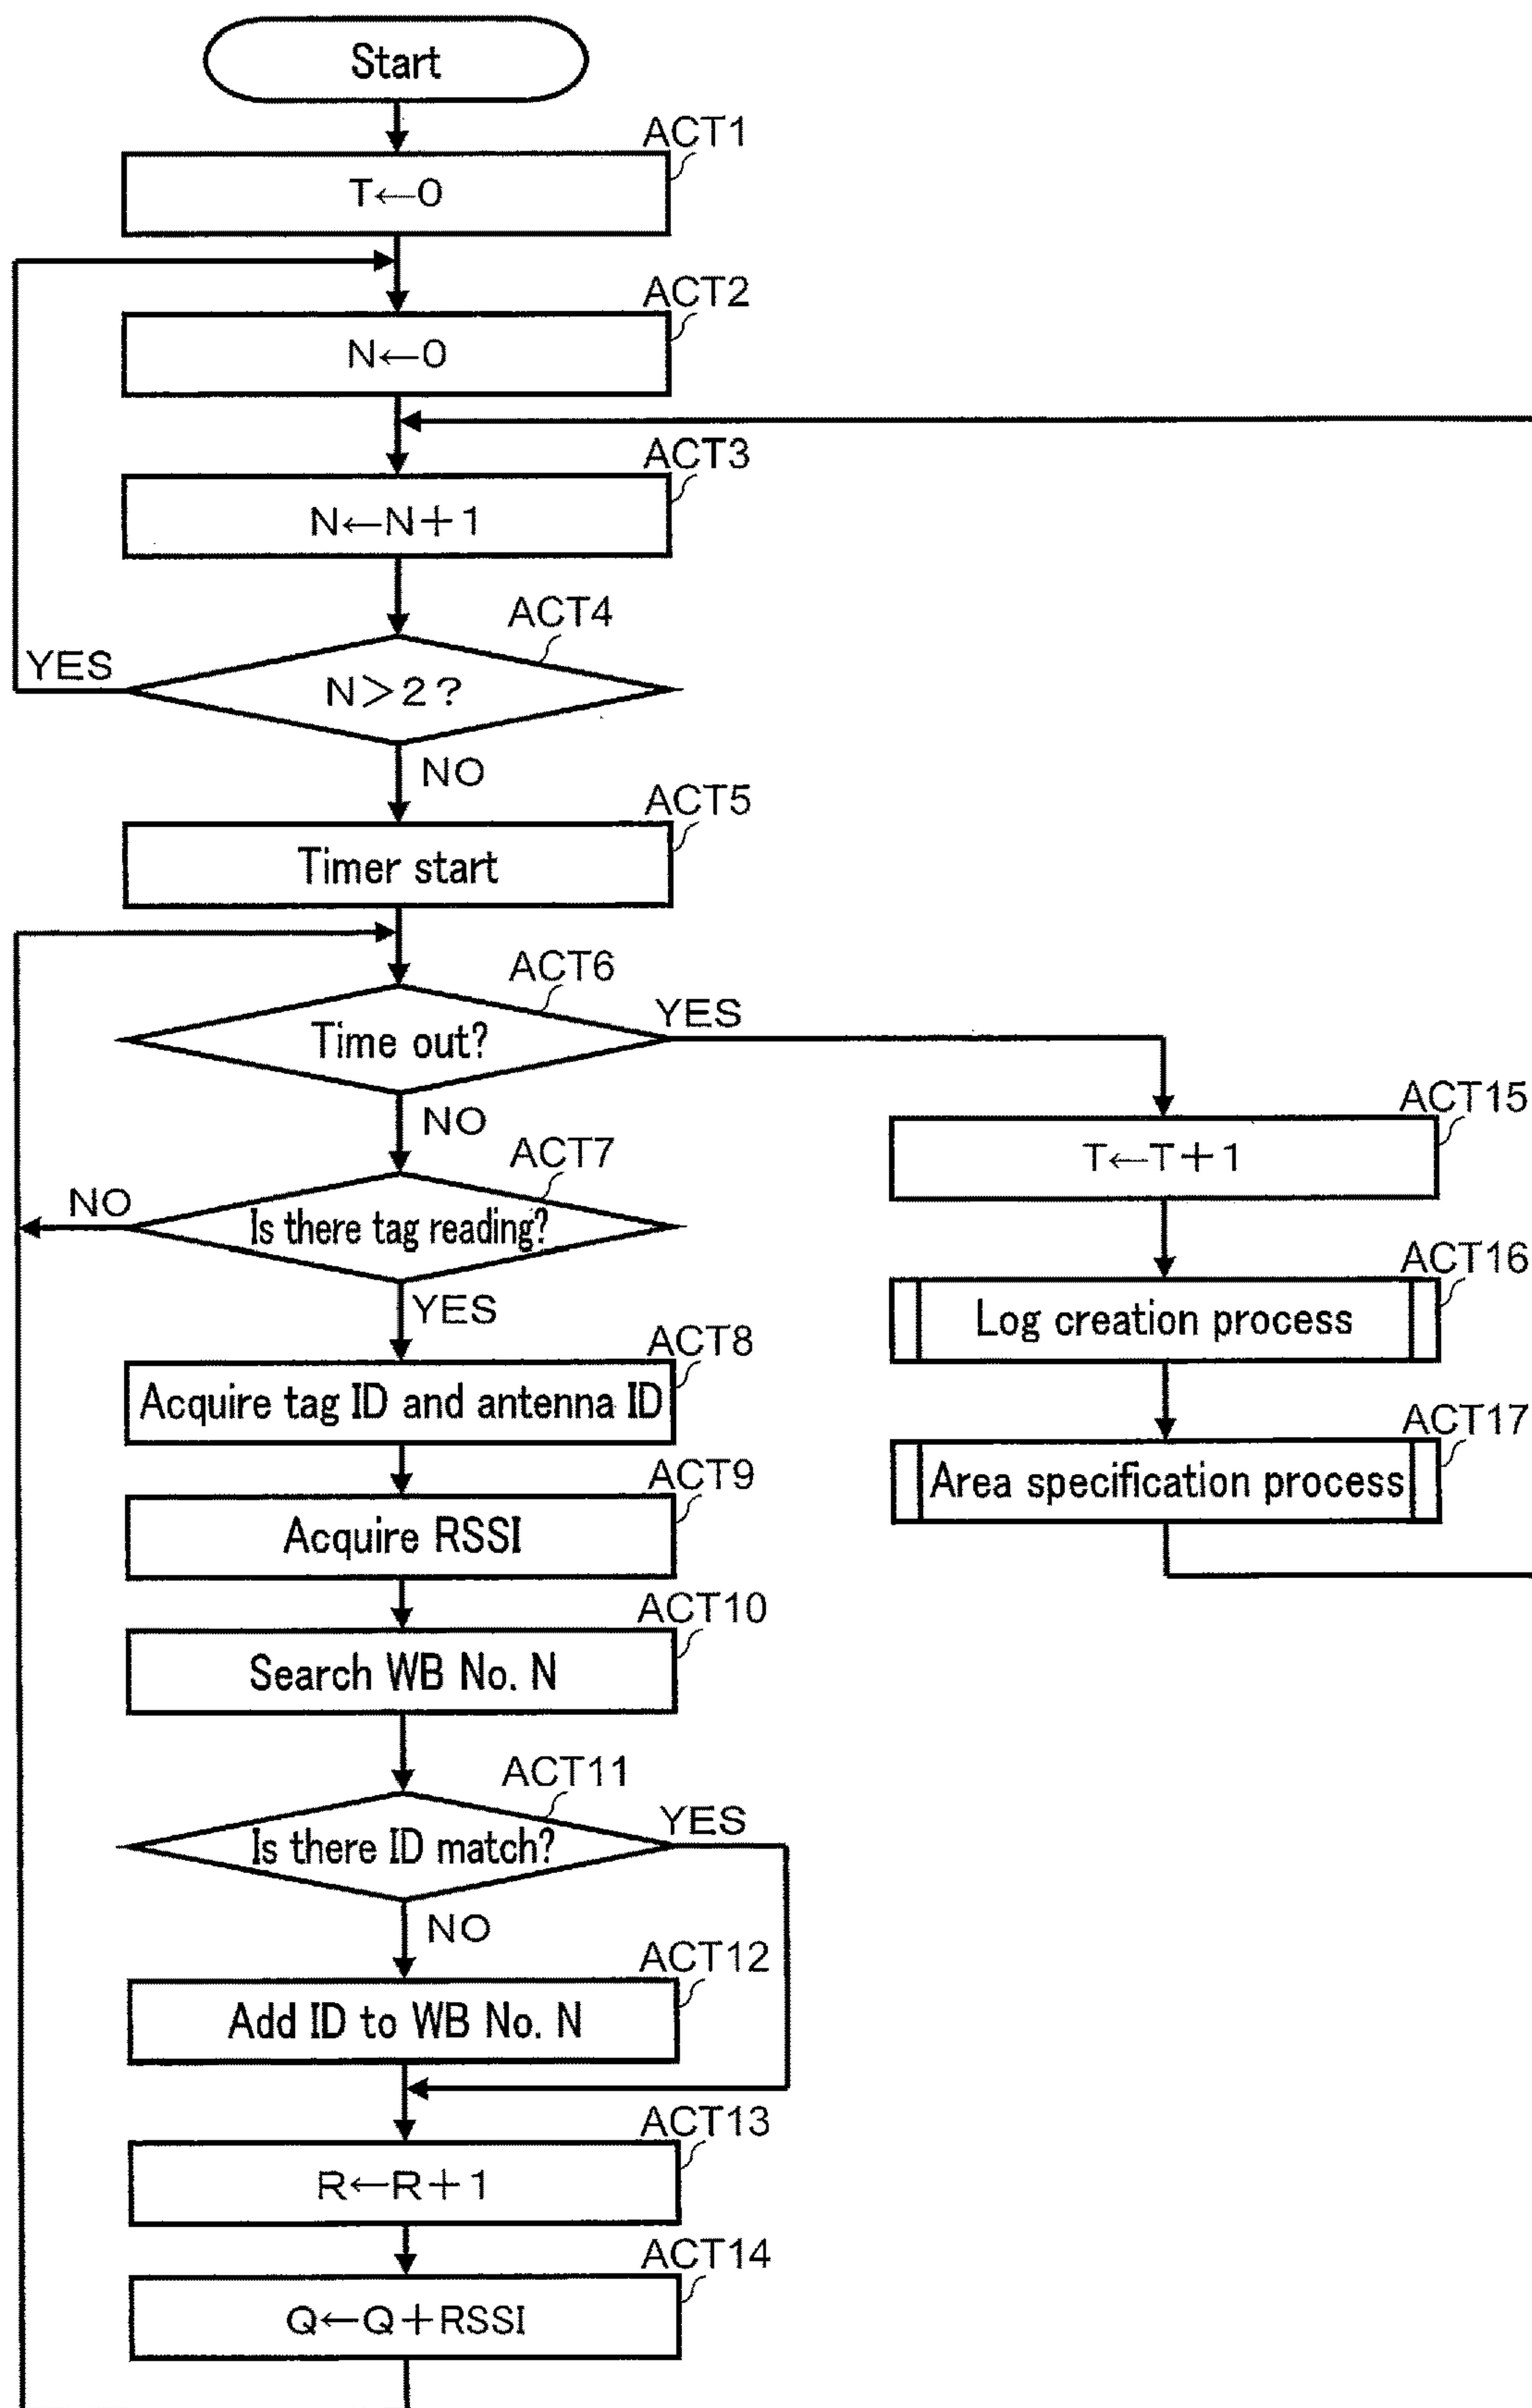 Start
ACT1
T←0
ACT2
N←0
ACT3
N←N+1
ACT4
YES
N>2?
NO
ACT5
Timer start
ACT6
YES
Time out?
NO
ACT7
NO
Is there tag reading?
YES
ACT8
Acquire tag ID and antenna ID
ACT9
Acquire RSSI
ACT10
Search WB No. N
ACT11
YES
Is there ID match?
NO
ACT12
Add ID to WB No. N
ACT13
R←R+1
ACT14
Q←Q+RSSI
ACT15
T←T+1
ACT16
Log creation process
ACT17
Area specification process